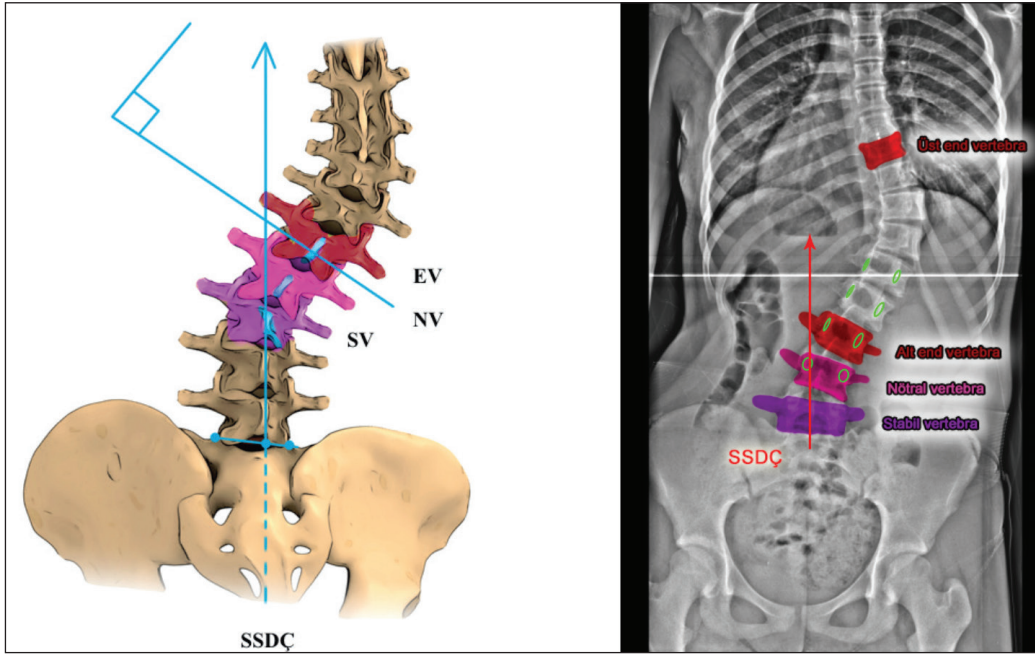 EV
NV
SV
SSDÇ
Üst end vertebra
Alt end vertebra
Nötral vertebra
Stabil vertebra
SSDÇ